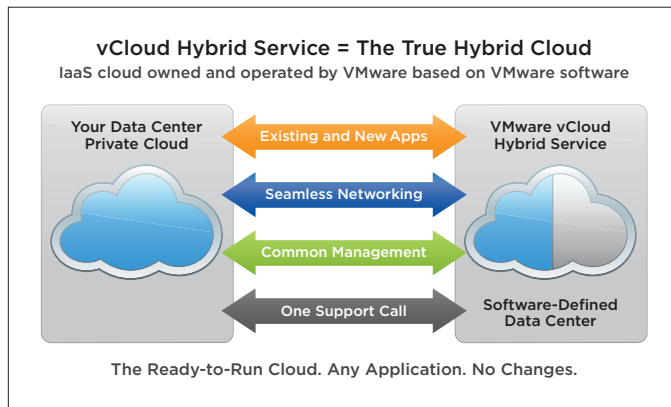 vCloud Hybrid Service = The True Hybrid Cloud
IaaS cloud owned and operated by VMware based on VMware software
Your Data Center
Private Cloud
Existing and New Apps
Seamless Networking
Common Management
One Support Call
VMware vCloud
Hybrid Service
Software-Defined
Data Center
The Ready-to-Run Cloud. Any Application. No Changes.